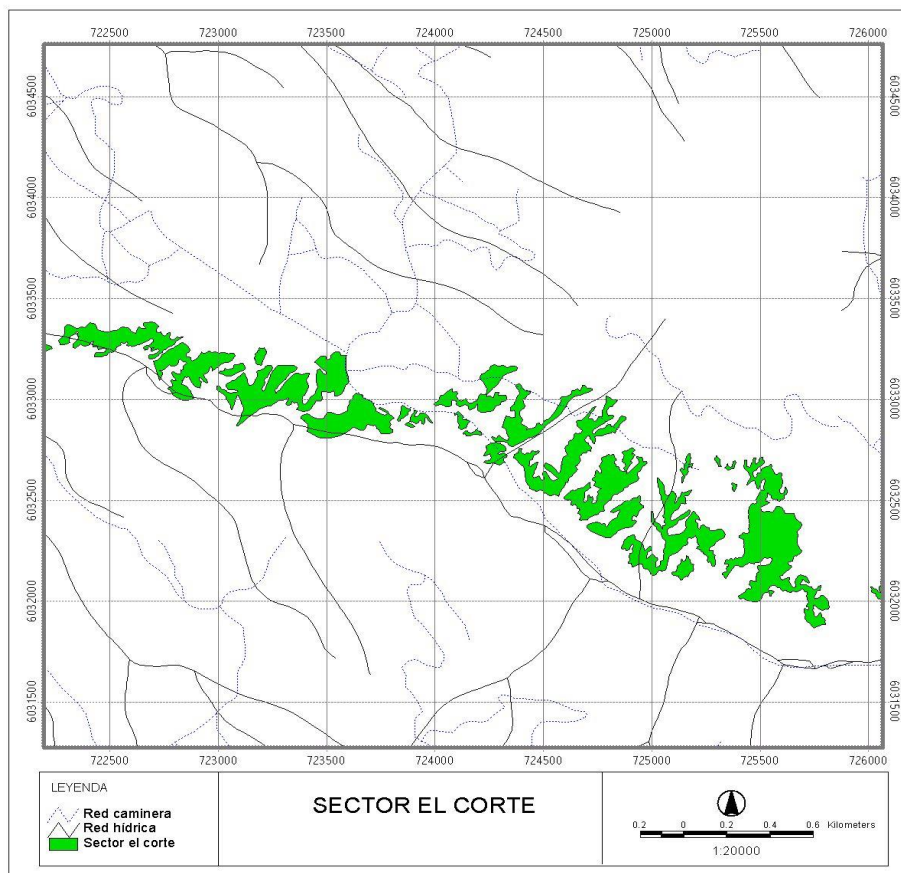 722500 723000 723500 724000 724500 725000 725500 726000
6034500 6034500
6034000 6034000
6033500 6033500
6033000 6033000
6032500 6032500
6032000 6032000
6031500 6031500
722500 723000 723500 724000 724500 725000 725500 726000
LEYENDA
Red caminera
Red hídrica
Sector el corte
SECTOR EL CORTE
0.2 0 0.2 0.4 0.6 Kilometers
1:20000